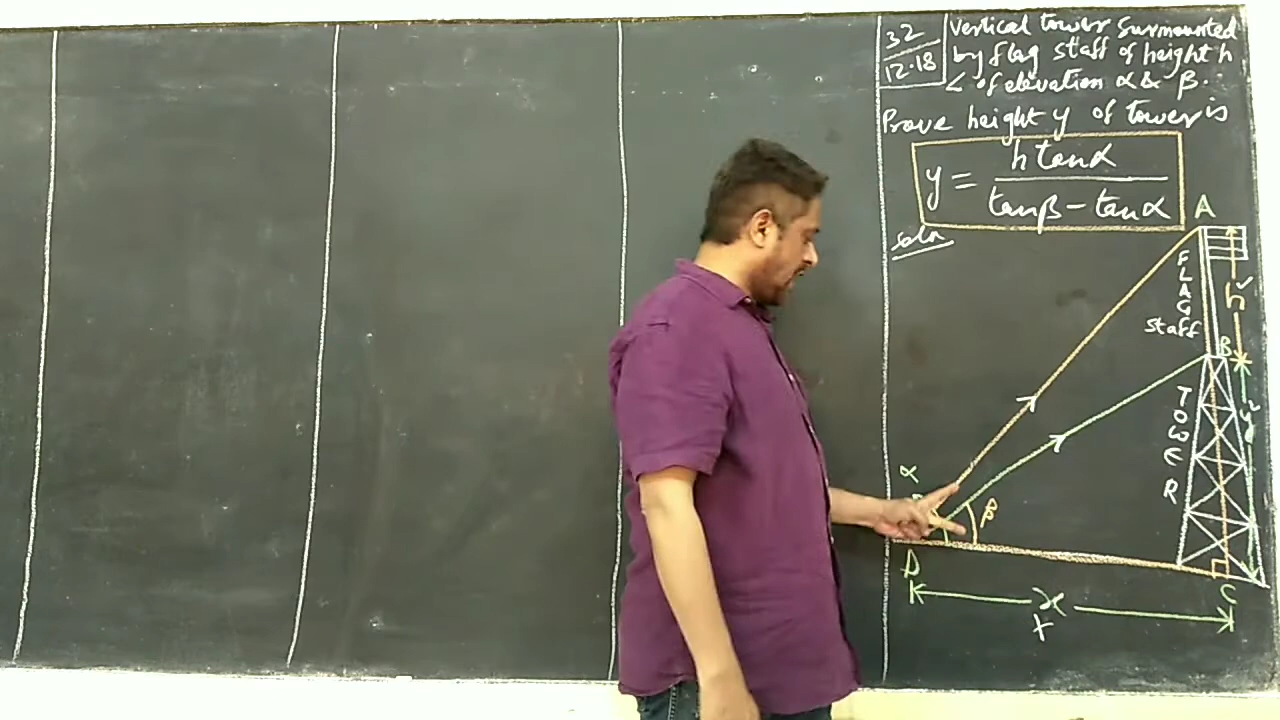 32
12.18
Vertical tower surmounted
by flag staff of height h
∠ of elevation α & β.
Prove height y of tower is
y = h tanα / tanβ - tanα
Soln
A
FLAG
staff
h
B
TOWER
y
α
β
D
C
x